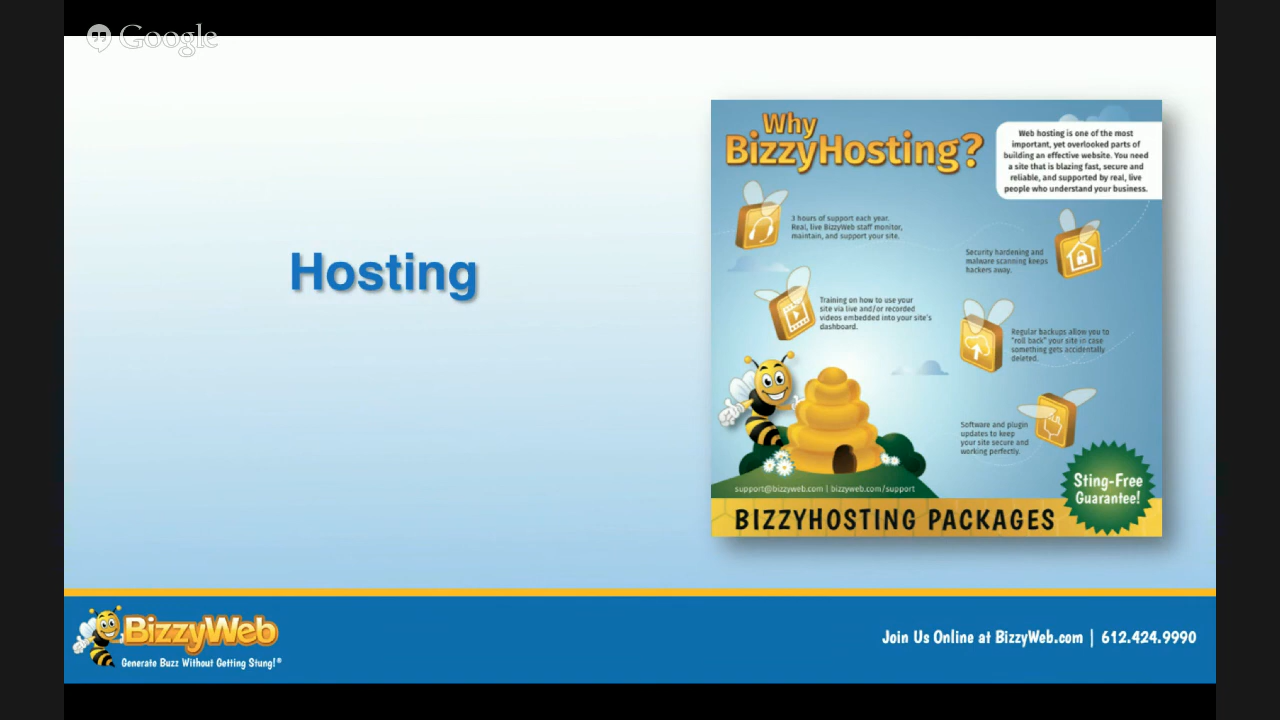 Google
Hosting
Why
BizzyHosting?
Web hosting is one of the most
important, yet overlooked parts of
building an effective website. You need
a site that is blazing fast, secure and
reliable, and supported by real, live
people who understand your business.
3 hours of support each year.
Real, live BizzyWeb staff monitor,
maintain, and support your site.
Security hardening and
malware scanning keeps
hackers away.
Training on how to use your
site via live and/or recorded
videos embedded into your site's
dashboard.
Regular backups allow you to
"roll back" your site in case
something gets accidentally
deleted.
Software and plugin
updates to keep
your site secure and
working perfectly.
Sting-Free
Guarantee!
support@bizzyweb.com | bizzyweb.com/support
BIZZYHOSTING PACKAGES
BizzyWeb
Generate Buzz Without Getting Stung!®
Join Us Online at BizzyWeb.com | 612.424.9990